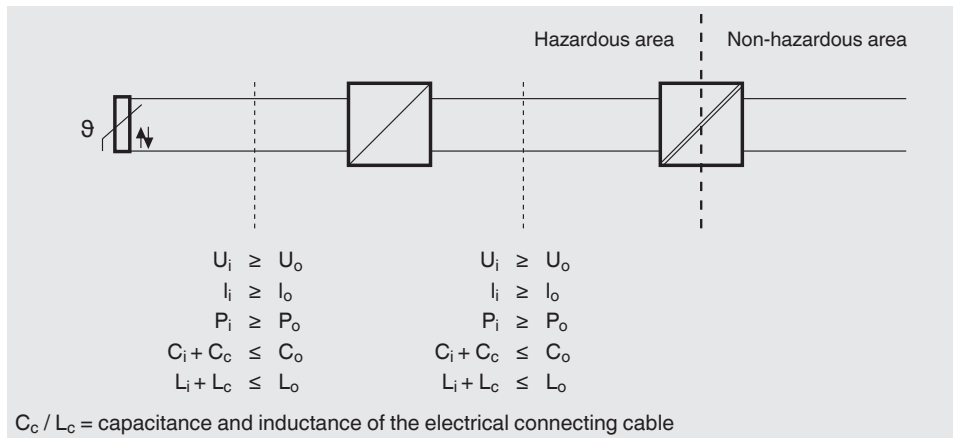 Hazardous area Non-hazardous area
ϑ
Uᵢ ≥ Uₒ Uᵢ ≥ Uₒ
Iᵢ ≥ Iₒ Iᵢ ≥ Iₒ
Pᵢ ≥ Pₒ Pᵢ ≥ Pₒ
Cᵢ + C꜀ ≤ Cₒ Cᵢ + C꜀ ≤ Cₒ
Lᵢ + L꜀ ≤ Lₒ Lᵢ + L꜀ ≤ Lₒ
C꜀ / L꜀ = capacitance and inductance of the electrical connecting cable